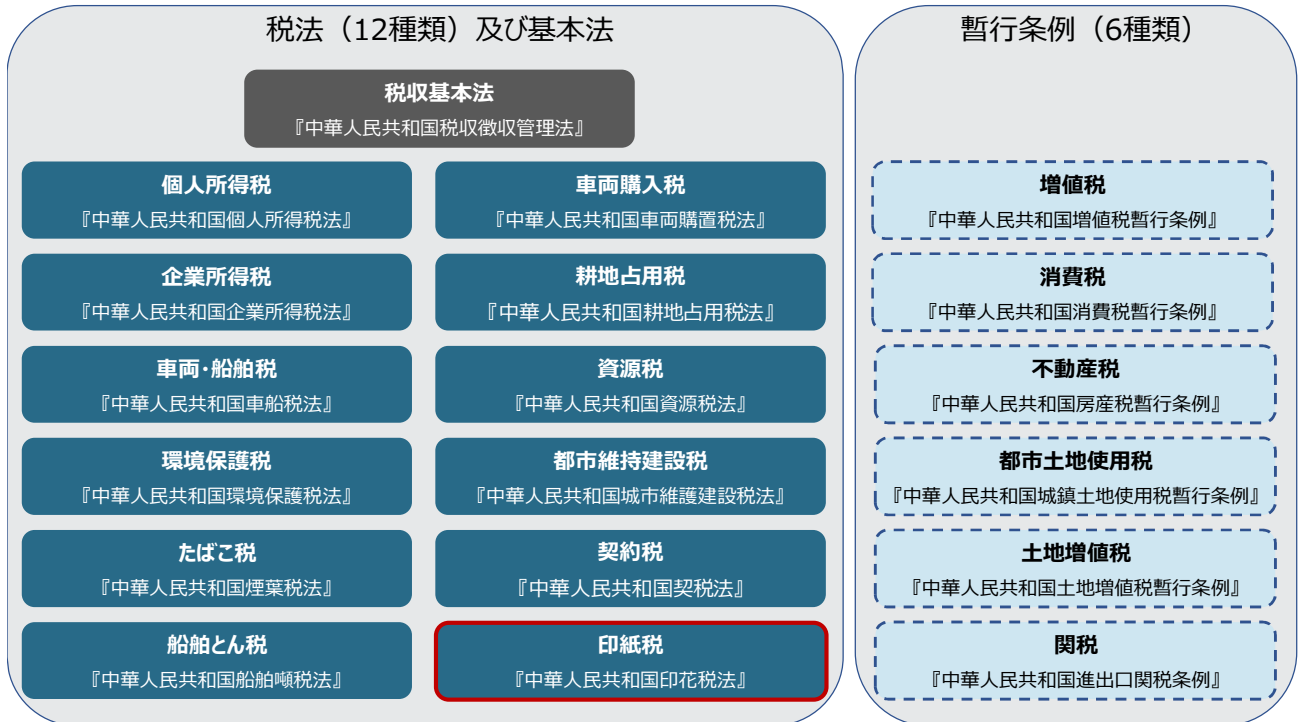 税法（12種類）及び基本法
税収基本法
『中華人民共和国税収徴収管理法』
個人所得税
『中華人民共和国個人所得税法』
車両購入税
『中華人民共和国車両購置税法』
企業所得税
『中華人民共和国企業所得税法』
耕地占用税
『中華人民共和国耕地占用税法』
車両・船舶税
『中華人民共和国車船税法』
資源税
『中華人民共和国資源税法』
環境保護税
『中華人民共和国環境保護税法』
都市維持建設税
『中華人民共和国城市維護建設税法』
たばこ税
『中華人民共和国煙葉税法』
契約税
『中華人民共和国契税法』
船舶とん税
『中華人民共和国船舶噸税法』
印紙税
『中華人民共和国印花税法』
暫行条例（6種類）
増値税
『中華人民共和国増値税暫行条例』
消費税
『中華人民共和国消費税暫行条例』
不動産税
『中華人民共和国房産税暫行条例』
都市土地使用税
『中華人民共和国城鎮土地使用税暫行条例』
土地増値税
『中華人民共和国土地増値税暫行条例』
関税
『中華人民共和国進出口関税条例』